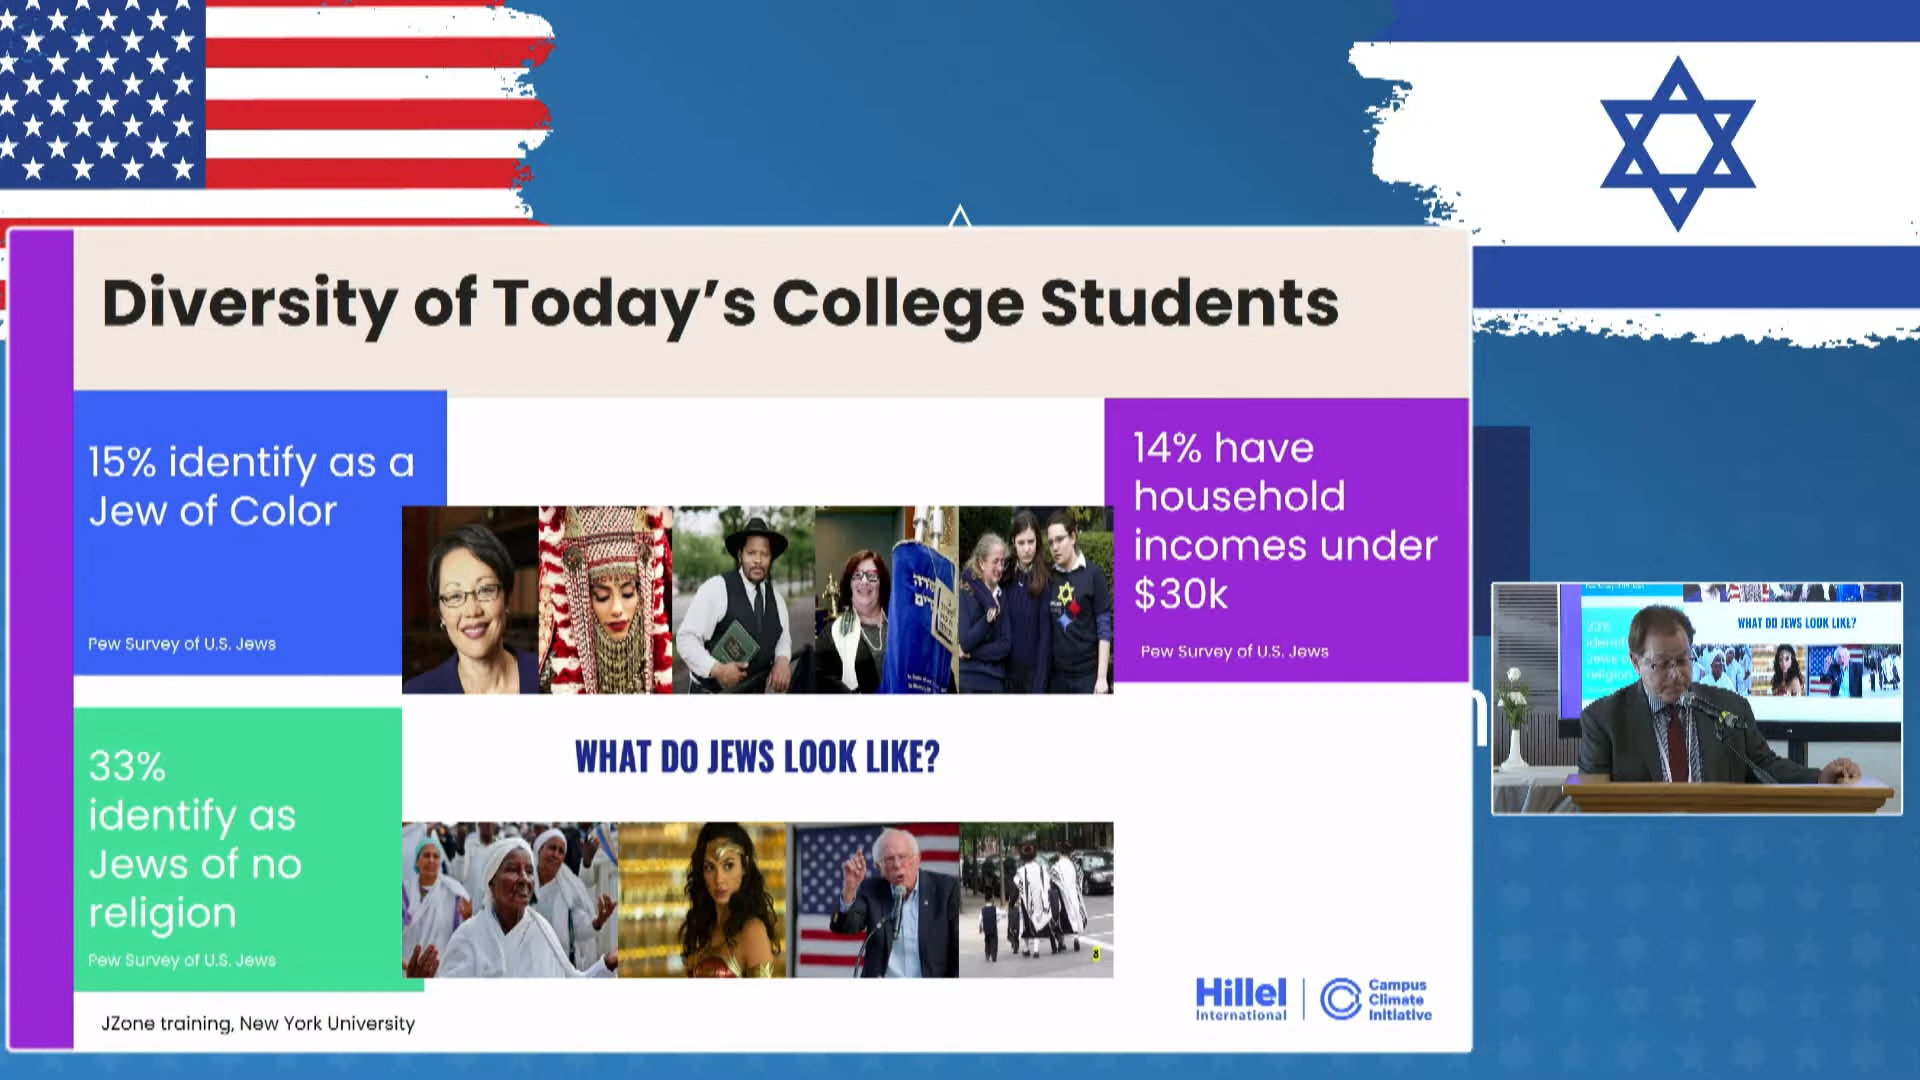 Diversity of Today's College Students
15% identify as a
Jew of Color
Pew Survey of U.S. Jews
14% have
household
incomes under
$30k
Pew Survey of U.S. Jews
WHAT DO JEWS LOOK LIKE?
33%
identify as
Jews of no
religion
Pew Survey of U.S. Jews
JZone training, New York University
Hillel
International
Campus
Climate
Initiative
WHAT DO JEWS LOOK LIKE?